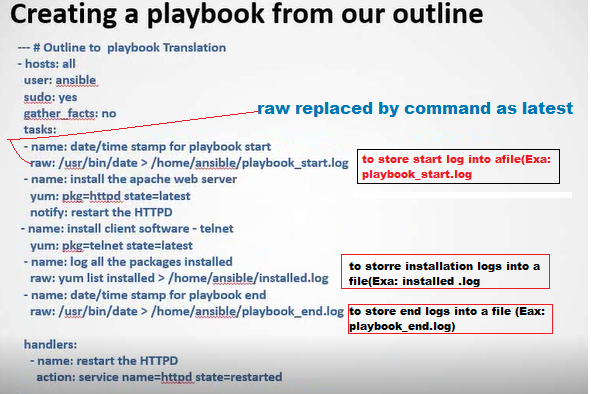 Creating a playbook from our outline
--- # Outline to playbook Translation
- hosts: all
user: ansible
sudo: yes
gather_facts: no
raw replaced by command as latest
tasks:
- name: date/time stamp for playbook start
raw: /usr/bin/date > /home/ansible/playbook_start.log
to store start log into afile(Exa:
playbook_start.log
- name: install the apache web server
yum: pkg=httpd state=latest
notify: restart the HTTPD
- name: install client software - telnet
yum: pkg=telnet state=latest
- name: log all the packages installed
raw: yum list installed > /home/ansible/installed.log
to storre installation logs into a
file(Exa: installed .log
- name: date/time stamp for playbook end
raw: /usr/bin/date > /home/ansible/playbook_end.log
to store end logs into a file (Eax:
playbook_end.log)
handlers:
- name: restart the HTTPD
action: service name=httpd state=restarted